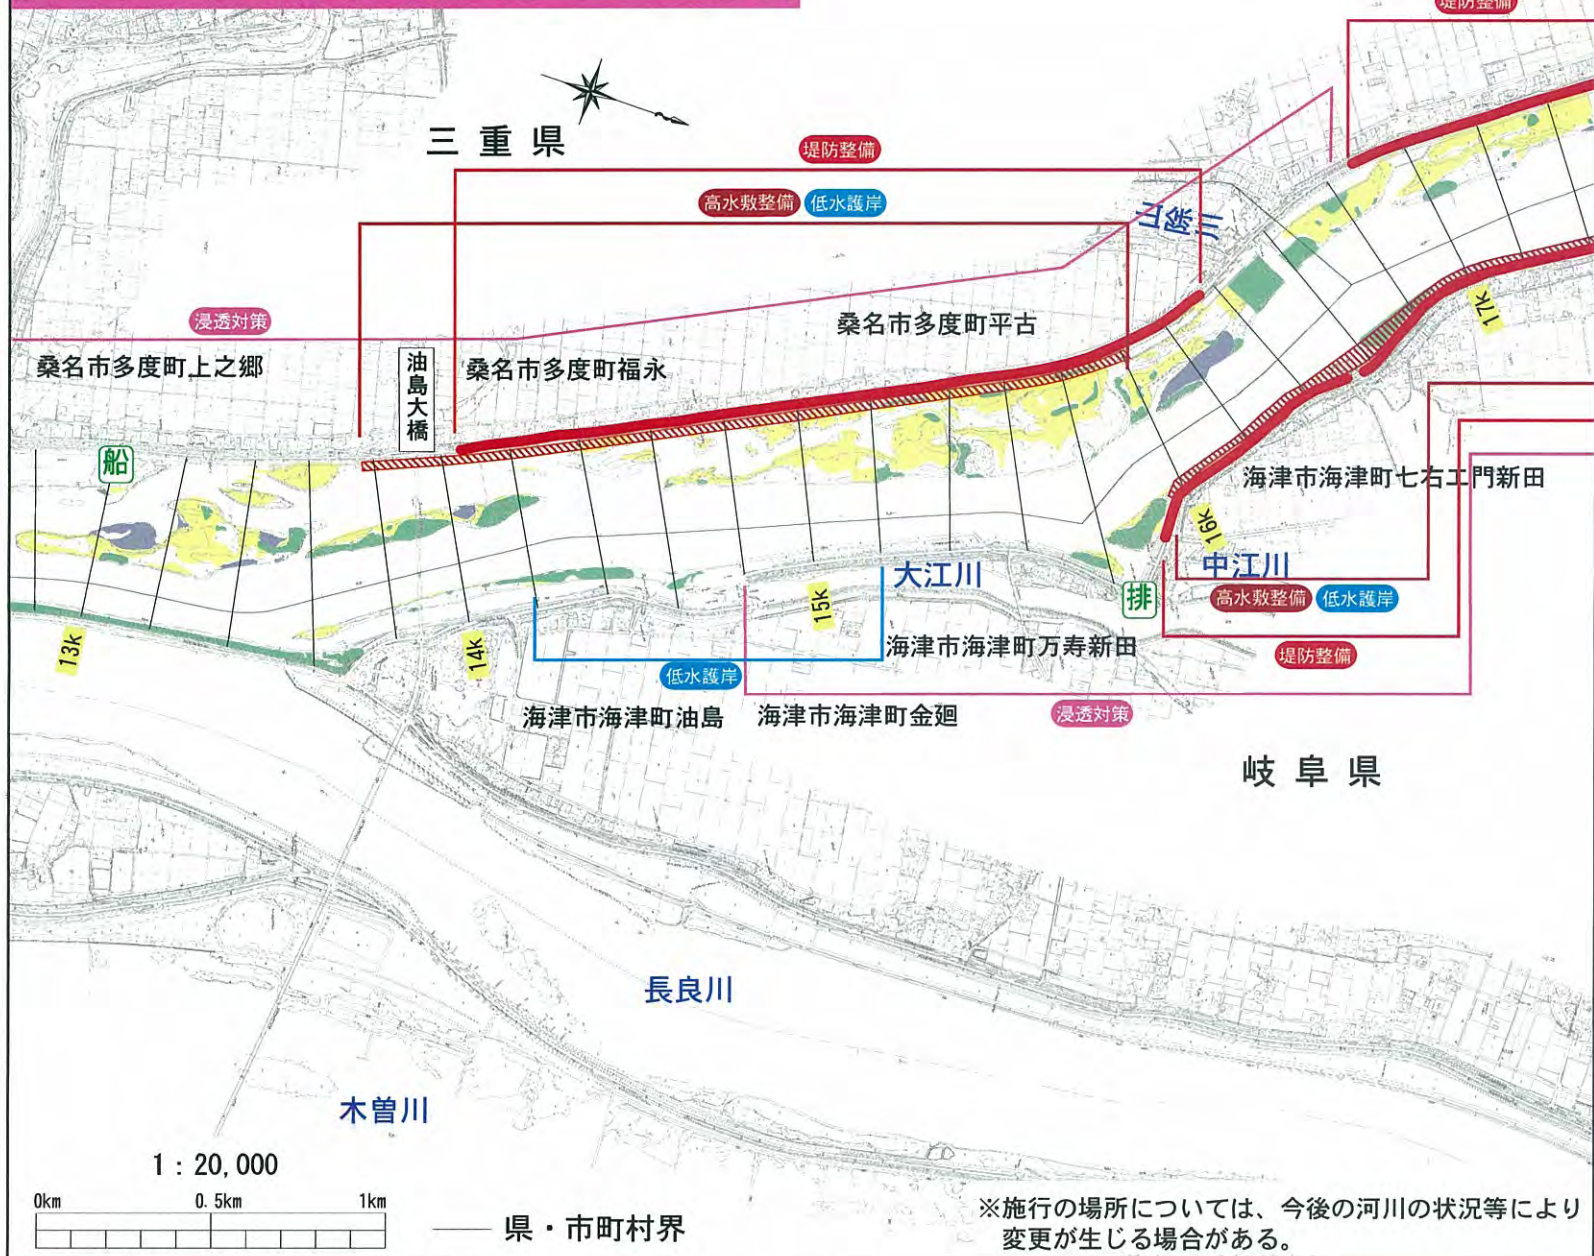 堤防整備
三重県
堤防整備
高水敷整備 低水護岸
山除川
浸透対策
桑名市多度町平古
桑名市多度町上之郷
油島大橋
桑名市多度町福永
17k
船
海津市海津町七右エ門新田
16k
大江川
中江川
排
高水敷整備 低水護岸
15k
13k
14k
海津市海津町万寿新田
堤防整備
低水護岸
海津市海津町油島
海津市海津町金廻
浸透対策
岐阜県
長良川
木曽川
1：20,000
0km 0.5km 1km
県・市町村界
※施行の場所については、今後の河川の状況等により
変更が生じる場合がある。